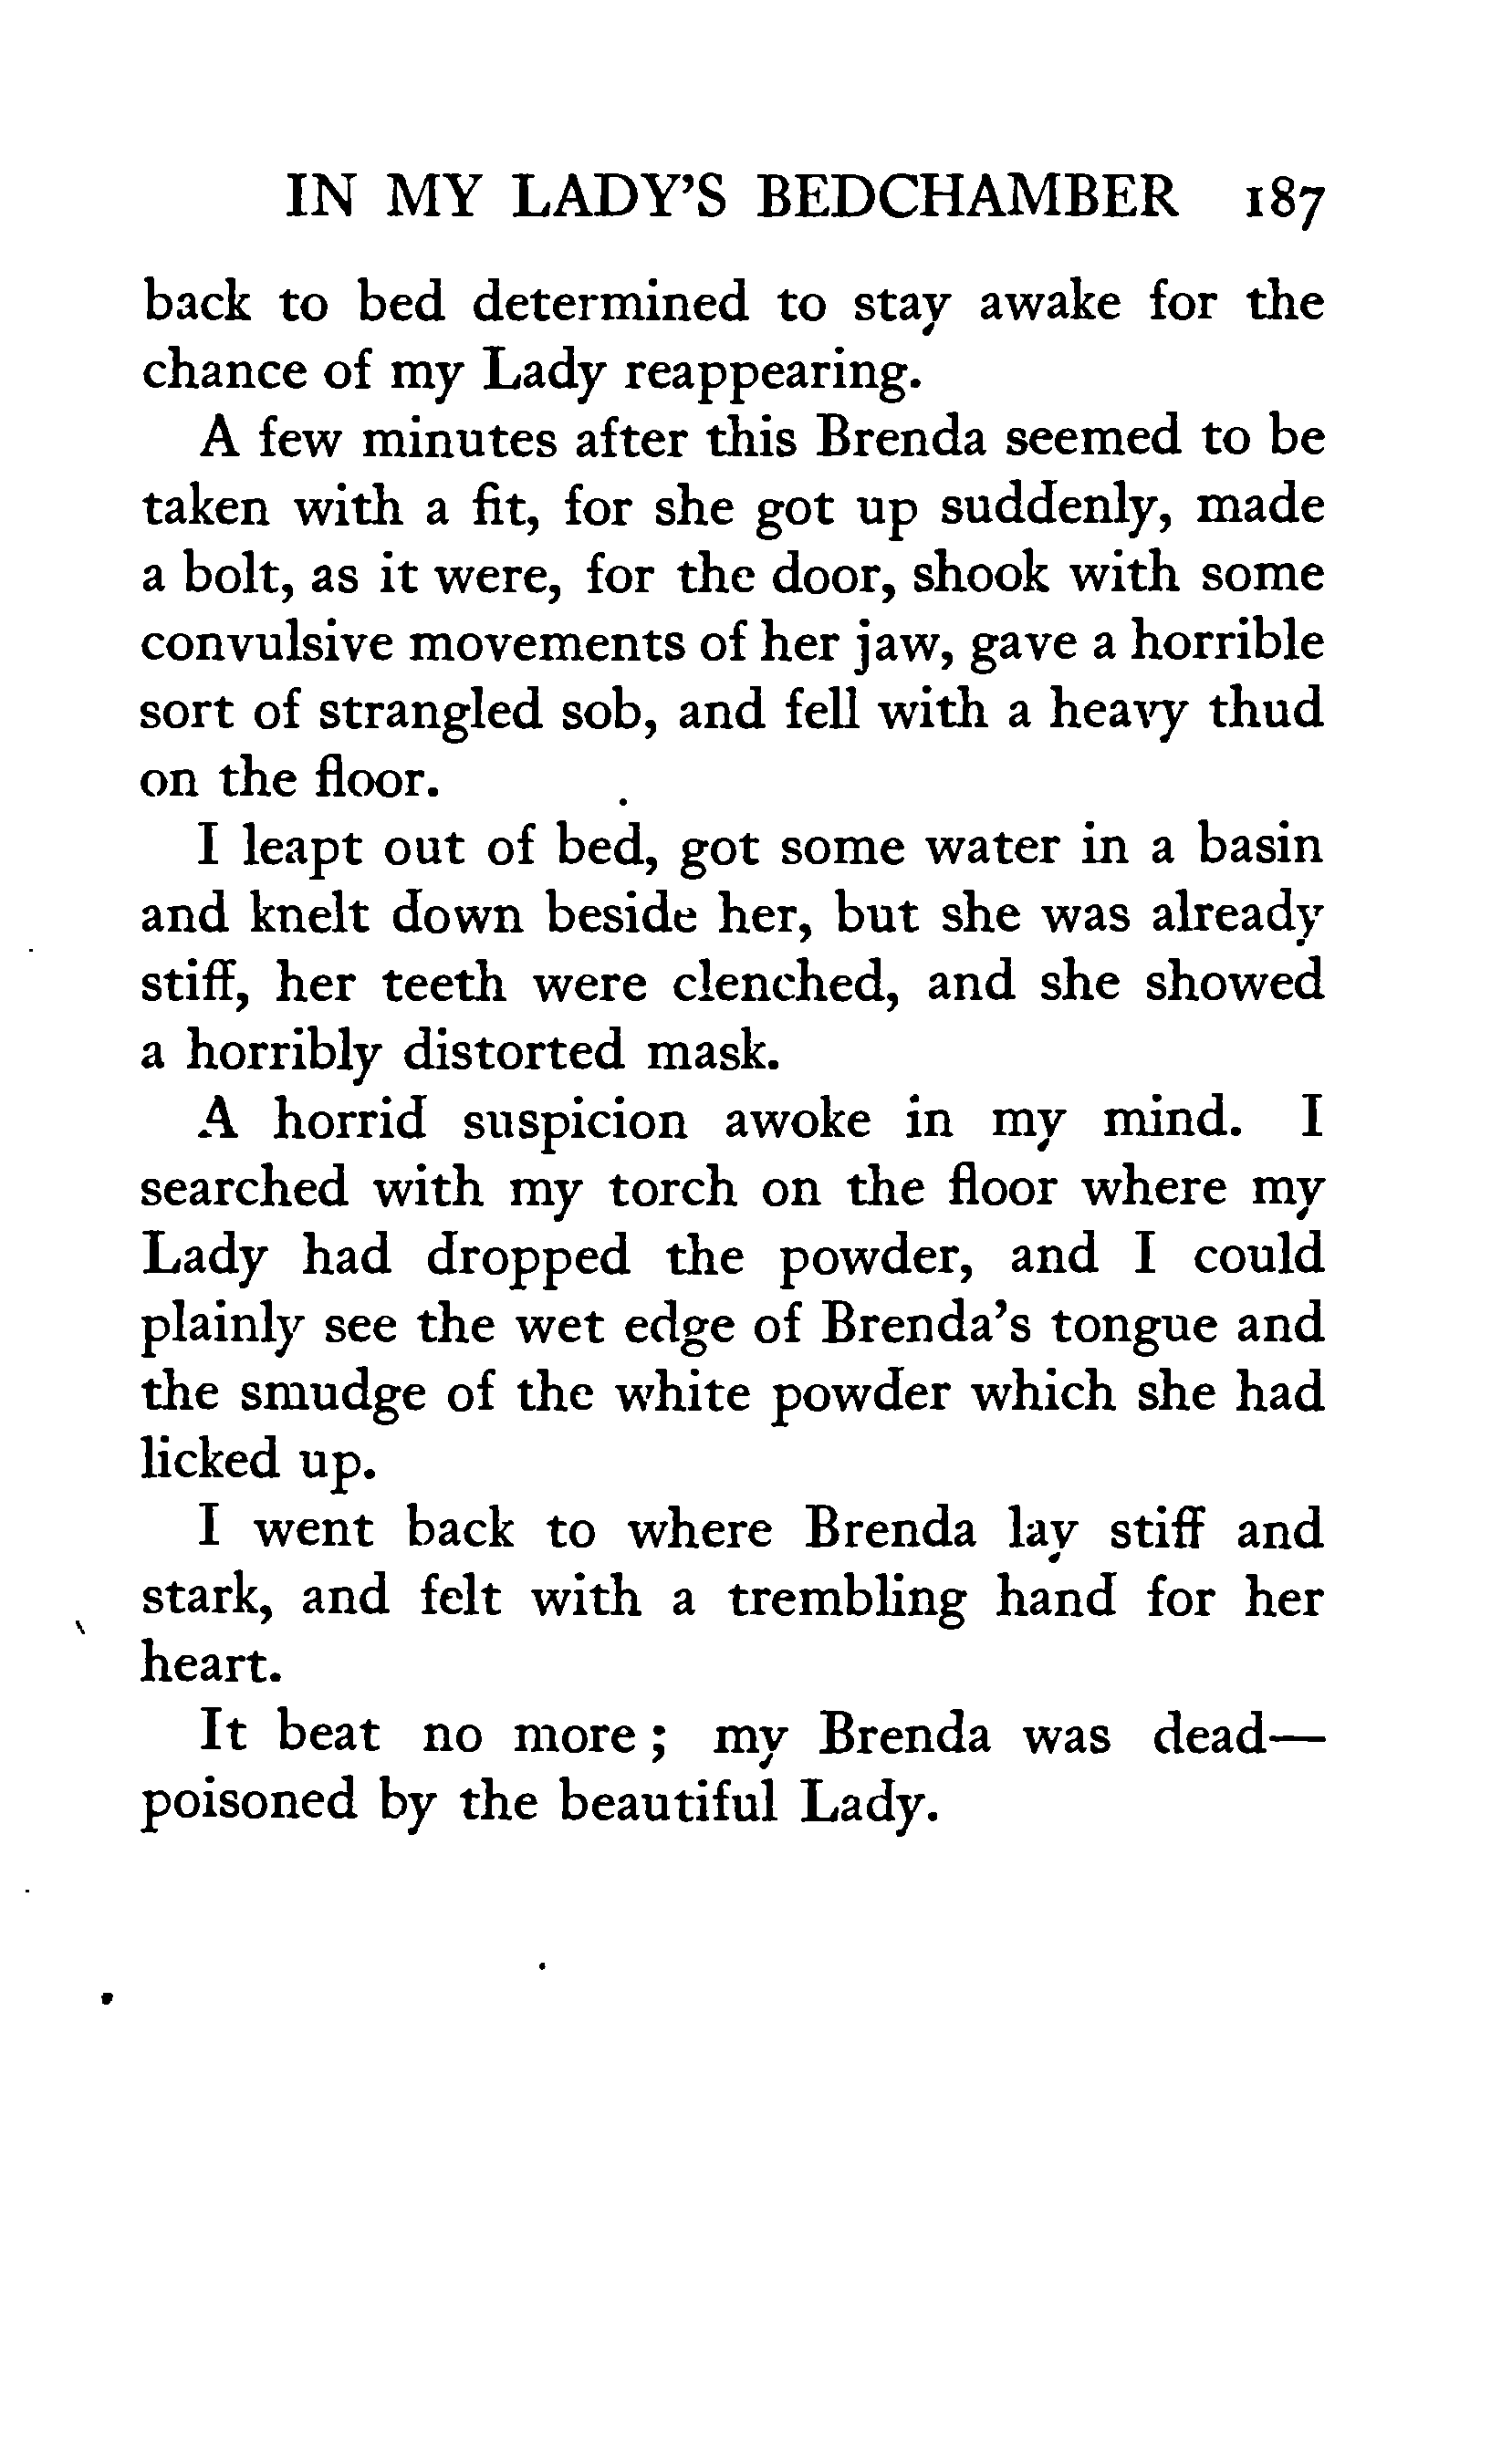 IN MY LADY'S BEDCHAMBER 187
back to bed determined to stay awake for the
chance of my Lady reappearing.
A few minutes after this Brenda seemed to be
taken with a fit, for she got up suddenly, made
a bolt, as it were, for the door, shook with some
convulsive movements of her jaw, gave a horrible
sort of strangled sob, and fell with a heavy thud
on the floor.
I leapt out of bed, got some water in a basin
and knelt down beside her, but she was already
stiff, her teeth were clenched, and she showed
a horribly distorted mask.
A horrid suspicion awoke in my mind. I
searched with my torch on the floor where my
Lady had dropped the powder, and I could
plainly see the wet edge of Brenda's tongue and
the smudge of the white powder which she had
licked up.
I went back to where Brenda lay stiff and
stark, and felt with a trembling hand for her
heart.
It beat no more; my Brenda was dead—
poisoned by the beautiful Lady.